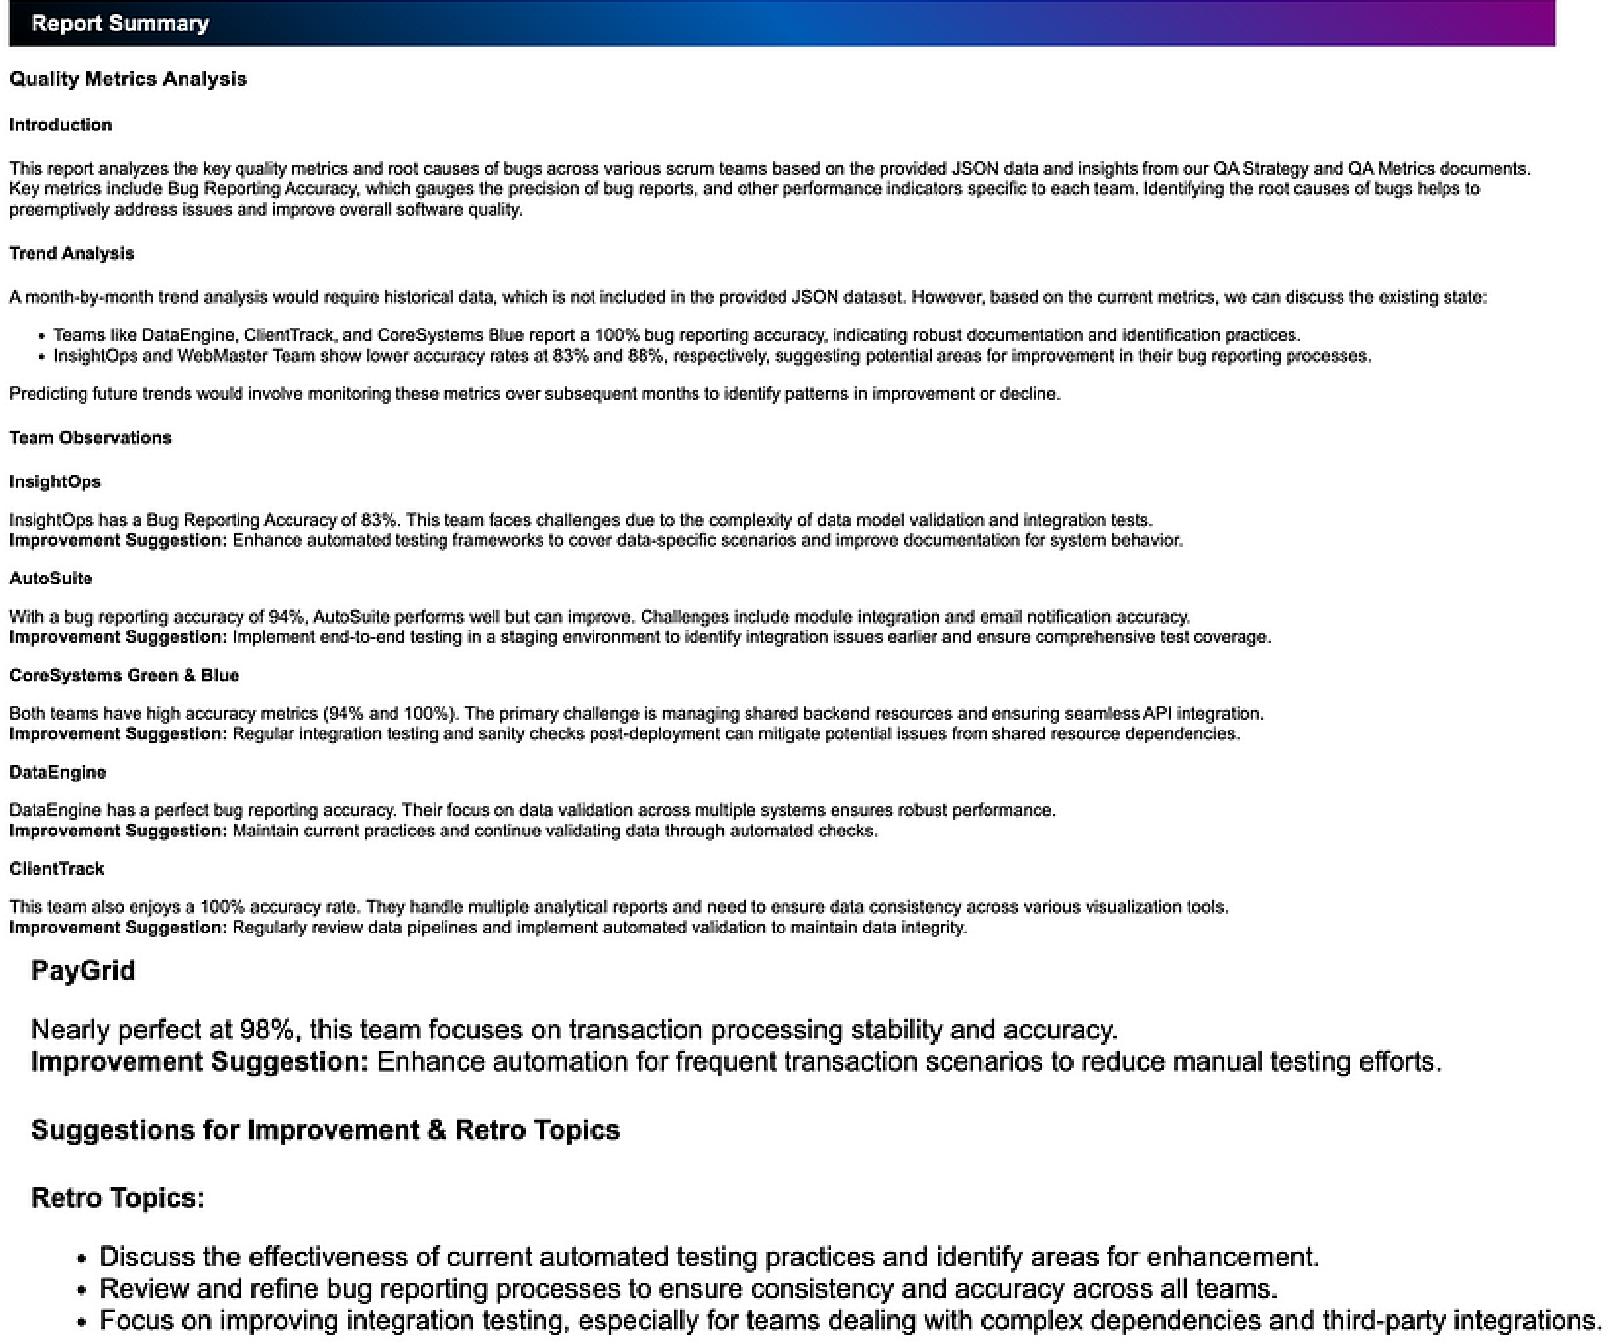 Report Summary
Quality Metrics Analysis
Introduction
This report analyzes the key quality metrics and root causes of bugs across various scrum teams based on the provided JSON data and insights from our QA Strategy and QA Metrics documents.
Key metrics include Bug Reporting Accuracy, which gauges the precision of bug reports, and other performance indicators specific to each team. Identifying the root causes of bugs helps to
preemptively address issues and improve overall software quality.
Trend Analysis
A month-by-month trend analysis would require historical data, which is not included in the provided JSON dataset. However, based on the current metrics, we can discuss the existing state:
• Teams like DataEngine, ClientTrack, and CoreSystems Blue report a 100% bug reporting accuracy, indicating robust documentation and identification practices.
• InsightOps and WebMaster Team show lower accuracy rates at 83% and 88%, respectively, suggesting potential areas for improvement in their bug reporting processes.
Predicting future trends would involve monitoring these metrics over subsequent months to identify patterns in improvement or decline.
Team Observations
InsightOps
InsightOps has a Bug Reporting Accuracy of 83%. This team faces challenges due to the complexity of data model validation and integration tests.
Improvement Suggestion: Enhance automated testing frameworks to cover data-specific scenarios and improve documentation for system behavior.
AutoSuite
With a bug reporting accuracy of 94%, AutoSuite performs well but can improve. Challenges include module integration and email notification accuracy.
Improvement Suggestion: Implement end-to-end testing in a staging environment to identify integration issues earlier and ensure comprehensive test coverage.
CoreSystems Green & Blue
Both teams have high accuracy metrics (94% and 100%). The primary challenge is managing shared backend resources and ensuring seamless API integration.
Improvement Suggestion: Regular integration testing and sanity checks post-deployment can mitigate potential issues from shared resource dependencies.
DataEngine
DataEngine has a perfect bug reporting accuracy. Their focus on data validation across multiple systems ensures robust performance.
Improvement Suggestion: Maintain current practices and continue validating data through automated checks.
ClientTrack
This team also enjoys a 100% accuracy rate. They handle multiple analytical reports and need to ensure data consistency across various visualization tools.
Improvement Suggestion: Regularly review data pipelines and implement automated validation to maintain data integrity.
PayGrid
Nearly perfect at 98%, this team focuses on transaction processing stability and accuracy.
Improvement Suggestion: Enhance automation for frequent transaction scenarios to reduce manual testing efforts.
Suggestions for Improvement & Retro Topics
Retro Topics:
• Discuss the effectiveness of current automated testing practices and identify areas for enhancement.
• Review and refine bug reporting processes to ensure consistency and accuracy across all teams.
• Focus on improving integration testing, especially for teams dealing with complex dependencies and third-party integrations.